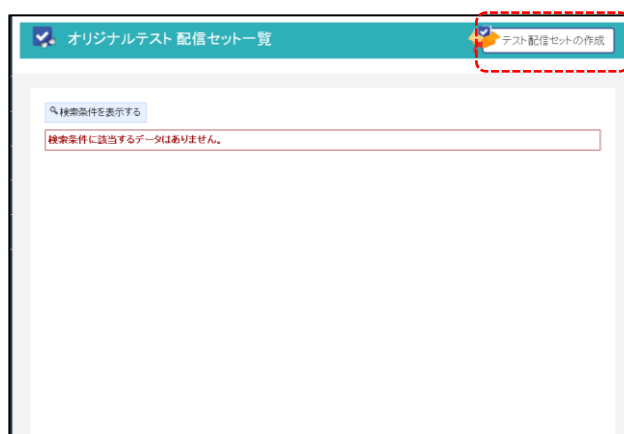 オリジナルテスト 配信セット一覧
テスト配信セットの作成
検索条件を表示する
検索条件に該当するデータはありません。